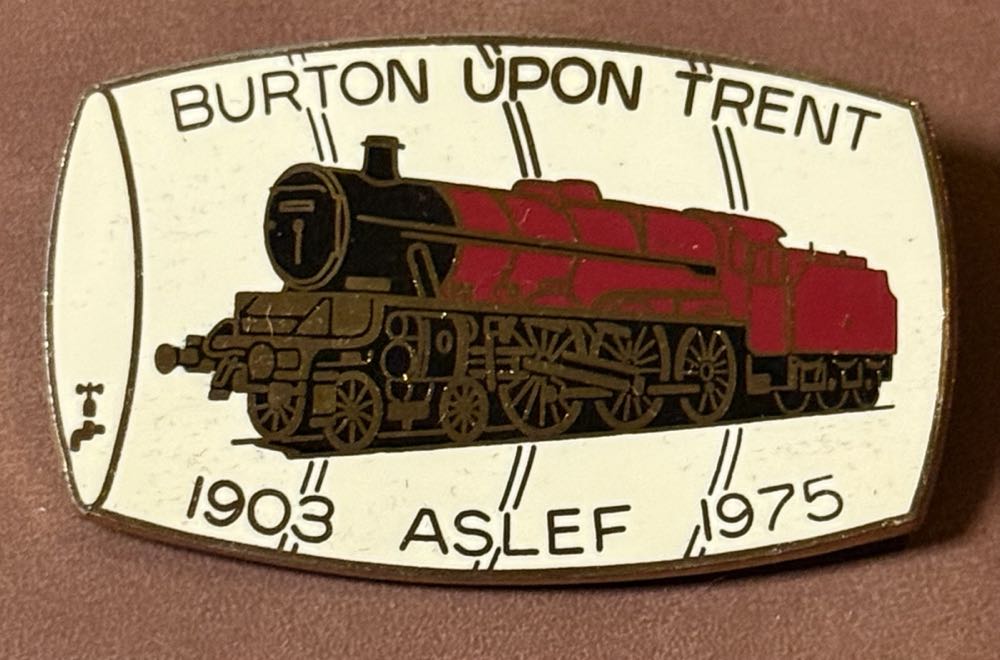 BURTON UPON TRENT
1903 ASLEF 1975